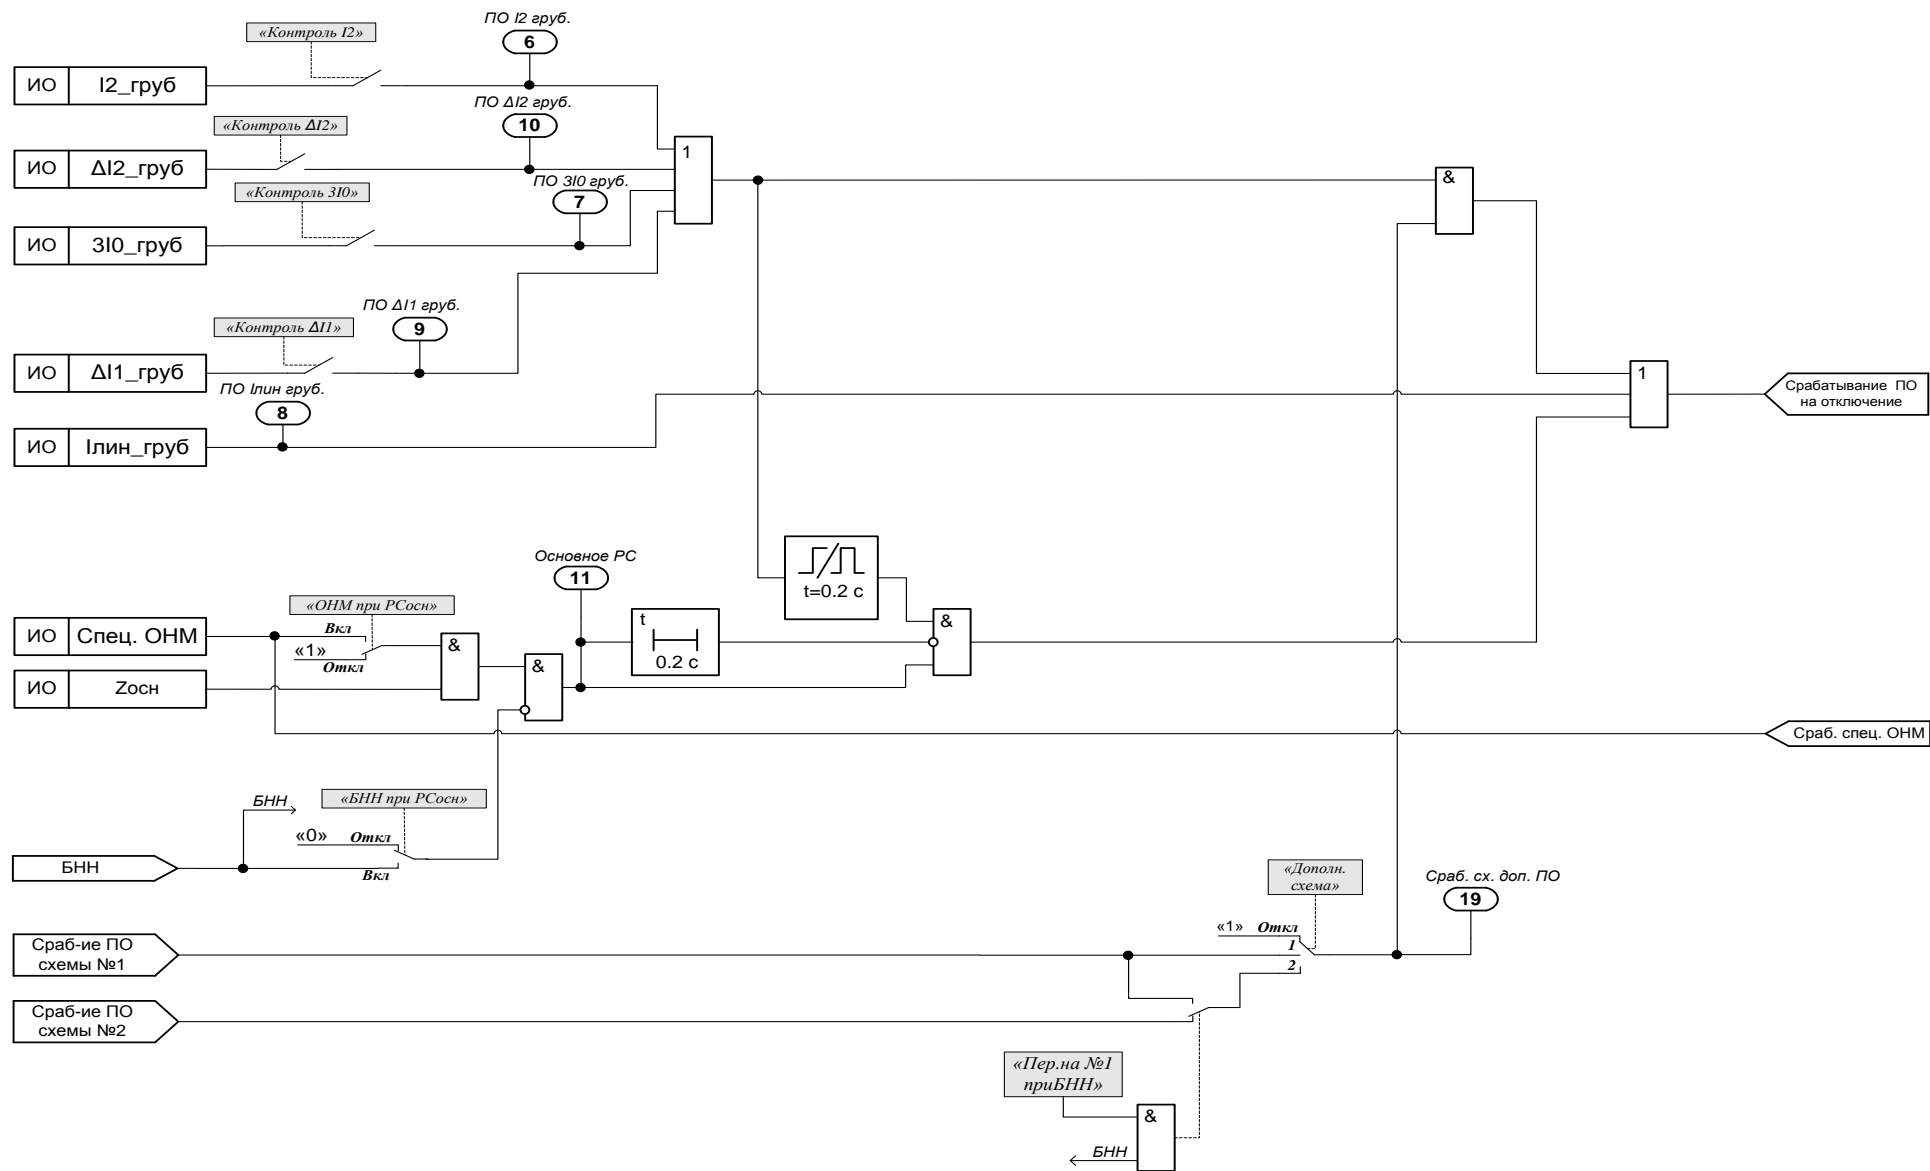 ПО I2 груб.
«Контроль I2»
6
ИО I2_груб
ПО ΔI2 груб.
«Контроль ΔI2»
10
1
ИО ΔI2_груб
&
ПО 3I0 груб.
«Контроль 3I0»
7
ИО 3I0_груб
ПО ΔI1 груб.
«Контроль ΔI1»
9
ИО ΔI1_груб
1
Срабатывание ПО
на отключение
ПО Iлин груб.
8
ИО Iлин_груб
Основное РС
11
t=0.2 с
«ОНМ при РСосн»
ИО Спец. ОНМ
Вкл
«1»
Откл
&
t
0.2 с
&
&
ИО Zосн
Сраб. спец. ОНМ
БНН
«БНН при РСосн»
«0» Откл
БНН
Вкл
«Дополн.
схема»
Сраб. сх. доп. ПО
19
«1» Откл
1
2
Сраб-ие ПО
схемы №1
Сраб-ие ПО
схемы №2
«Пер.на №1
приБНН»
&
БНН